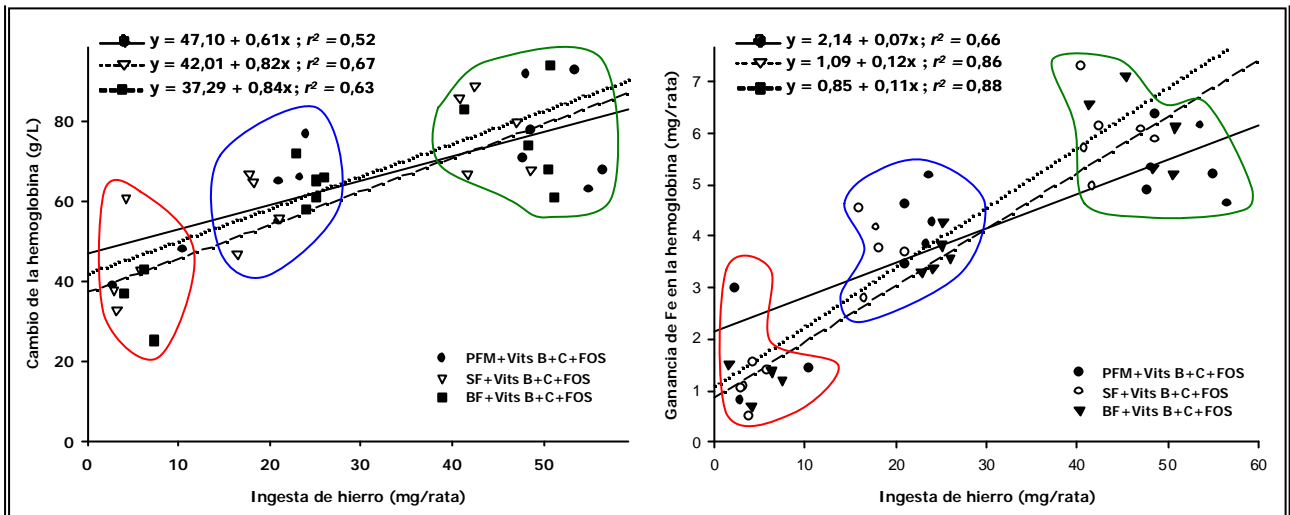 y = 47,10 + 0,61x ; r² = 0,52
y = 42,01 + 0,82x ; r² = 0,67
y = 37,29 + 0,84x ; r² = 0,63
Cambio de la hemoglobina (g/L)
80
60
40
20
0
PFM+Vits B+C+FOS
SF+Vits B+C+FOS
BF+Vits B+C+FOS
0 10 20 30 40 50
Ingesta de hierro (mg/rata)
y = 2,14 + 0,07x ; r² = 0,66
y = 1,09 + 0,12x ; r² = 0,86
y = 0,85 + 0,11x ; r² = 0,88
Ganancia de Fe en la hemoglobina (mg/rata)
7
6
5
4
3
2
1
0
PFM+Vits B+C+FOS
SF+Vits B+C+FOS
BF+Vits B+C+FOS
0 10 20 30 40 50 60
Ingesta de hierro (mg/rata)